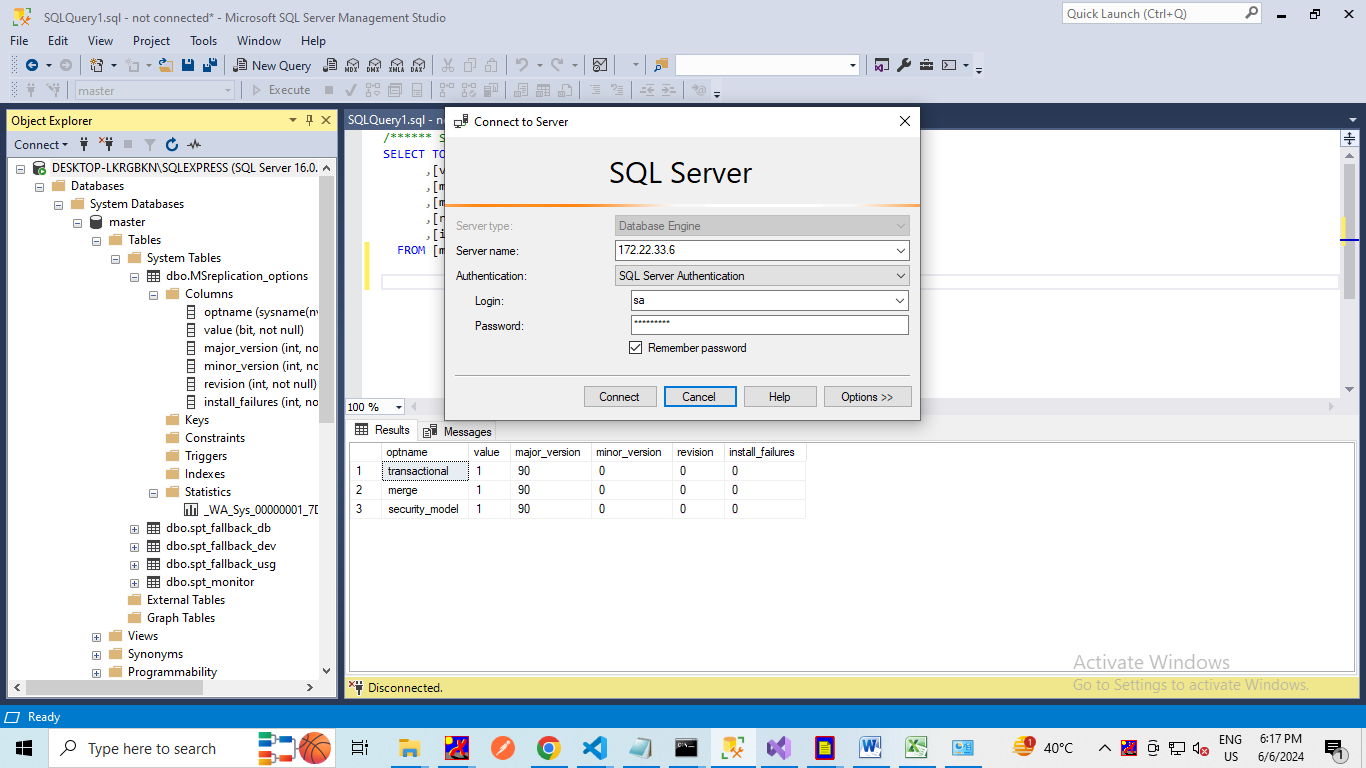 SQLQuery1.sql - not connected* - Microsoft SQL Server Management Studio
Quick Launch (Ctrl+Q)
File Edit View Project Tools Window Help
New Query
MDX DMX XMLA DAX
master
Execute
Object Explorer
Connect
DESKTOP-LKRGBKN\SQLEXPRESS (SQL Server 16.0.
Databases
System Databases
master
Tables
System Tables
dbo.MSreplication_options
Columns
optname (sysname(nv
value (bit, not null)
major_version (int, no
minor_version (int, no
revision (int, not null)
install_failures (int, no
Keys
Constraints
Triggers
Indexes
Statistics
_WA_Sys_00000001_7D
dbo.spt_fallback_db
dbo.spt_fallback_dev
dbo.spt_fallback_usg
dbo.spt_monitor
External Tables
Graph Tables
Views
Synonyms
Programmability
SQLQuery1.sql - n
/****** S
SELECT TO
,[v
,[m
,[m
,[r
,[i
FROM [m
Connect to Server
SQL Server
Server type: Database Engine
Server name: 172.22.33.6
Authentication: SQL Server Authentication
Login: sa
Password: *********
Remember password
Connect Cancel Help Options >>
100 %
Results Messages
optname value major_version minor_version revision install_failures
1 transactional 1 90 0 0 0
2 merge 1 90 0 0 0
3 security_model 1 90 0 0 0
Activate Windows
Go to Settings to activate Windows.
Disconnected.
Ready
Type here to search
1 40°C
ENG
US
6:17 PM
6/6/2024
1